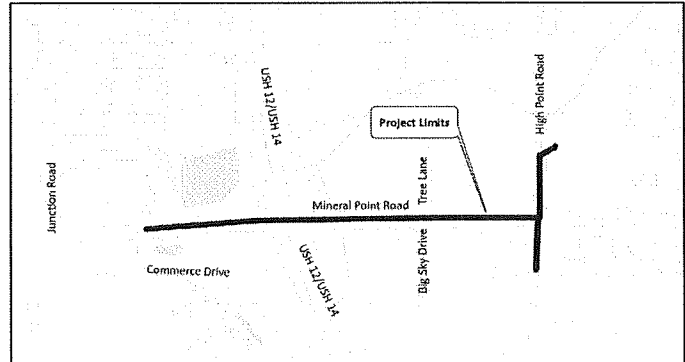 USH 12/USH 14
High Point Road
Project Limits
Junction Road
Tree Lane
Mineral Point Road
Commerce Drive
USH 12/USH 14
Big Sky Drive